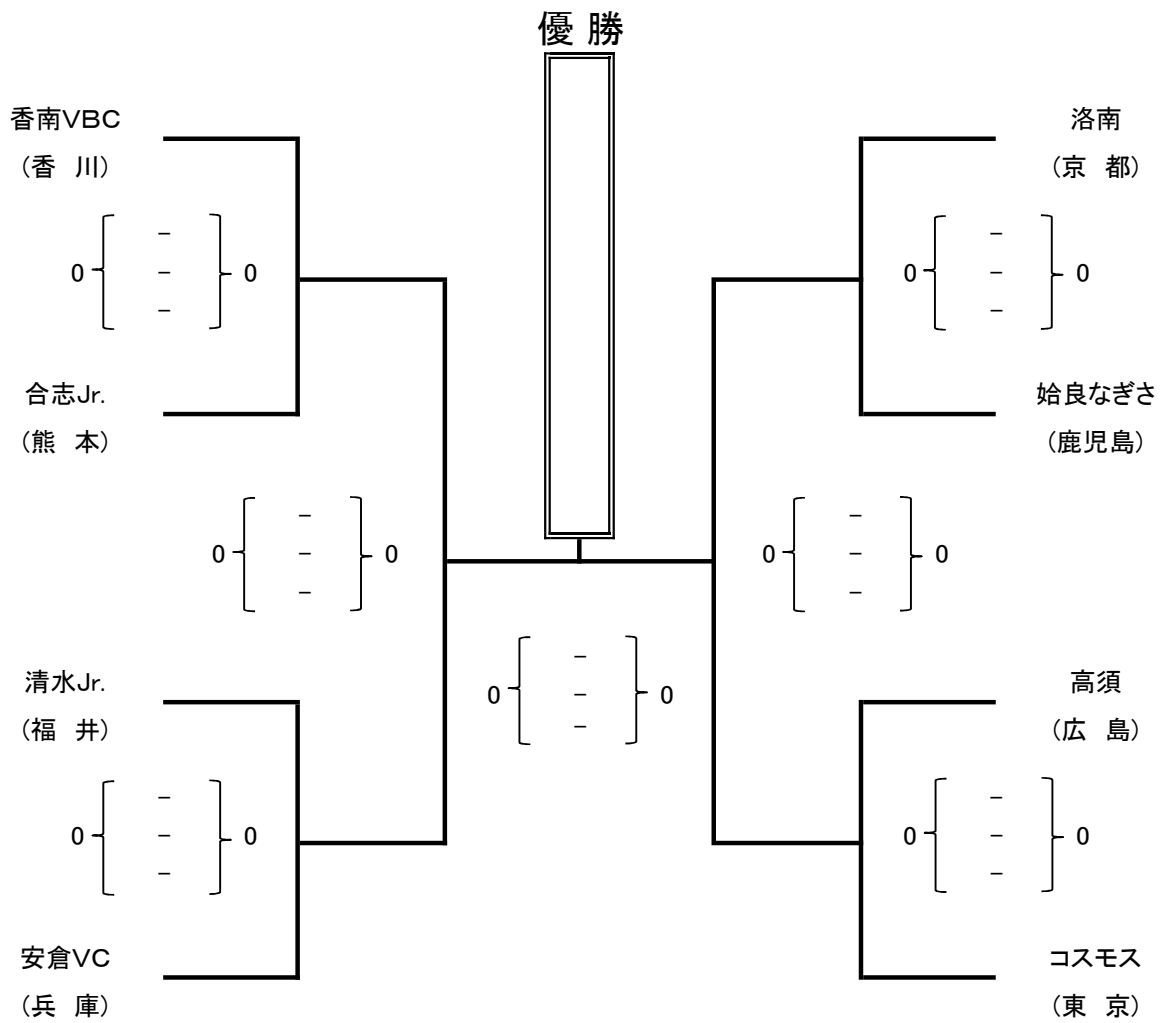 優 勝
香南VBC
(香 川)
0 - 0
-
-
合志Jr.
(熊 本)
0 - 0
-
-
清水Jr.
(福 井)
0 - 0
-
-
安倉VC
(兵 庫)
0 - 0
-
-
洛南
(京 都)
0 - 0
-
-
姶良なぎさ
(鹿児島)
0 - 0
-
-
高須
(広 島)
0 - 0
-
-
コスモス
(東 京)